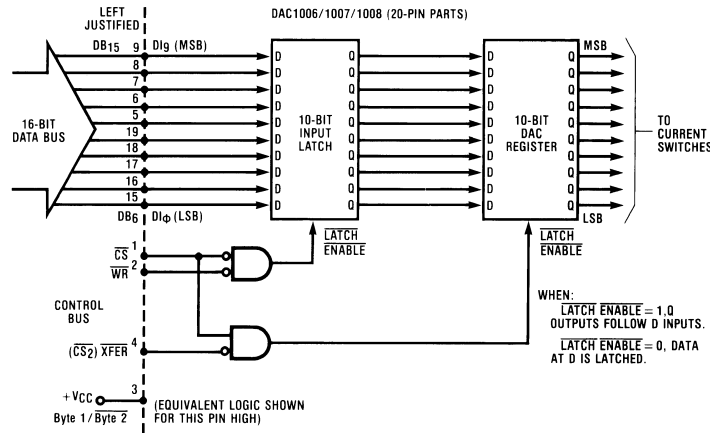 LEFT
JUSTIFIED
DAC1006/1007/1008 (20-PIN PARTS)
DB15 9 DI9 (MSB)
8
7
6
5
19
18
17
16
15
DB6 DIΦ (LSB)
16-BIT
DATA BUS
D Q
D Q
D Q
D Q
D Q
D Q
D Q
D Q
D Q
D Q
10-BIT
INPUT
LATCH
D Q
D Q
D Q
D Q
D Q
D Q
D Q
D Q
D Q
D Q
10-BIT
DAC
REGISTER
MSB
LSB
TO
CURRENT
SWITCHES
CS 1
WR 2
LATCH
ENABLE
LATCH
ENABLE
CONTROL
BUS
(CS2) XFER 4
WHEN:
LATCH ENABLE = 1, Q
OUTPUTS FOLLOW D INPUTS.
LATCH ENABLE = 0, DATA
AT D IS LATCHED.
+VCC 3
Byte 1/Byte 2
(EQUIVALENT LOGIC SHOWN
FOR THIS PIN HIGH)